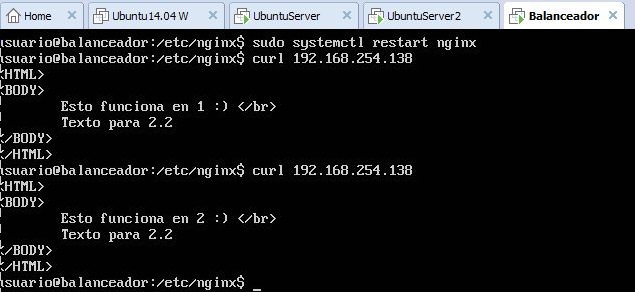 Home × Ubuntu14.04 W × UbuntuServer × UbuntuServer2 × Balanceador ×
usuario@balanceador:/etc/nginx$ sudo systemctl restart nginx
usuario@balanceador:/etc/nginx$ curl 192.168.254.138
<HTML>
<BODY>
Esto funciona en 1 :) </br>
Texto para 2.2
</BODY>
</HTML>
usuario@balanceador:/etc/nginx$ curl 192.168.254.138
<HTML>
<BODY>
Esto funciona en 2 :) </br>
Texto para 2.2
</BODY>
</HTML>
usuario@balanceador:/etc/nginx$ _